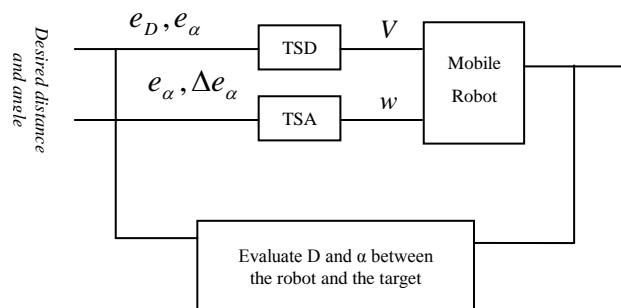 Desired distance
and angle
e_D, e_α
TSD
V
Mobile
Robot
e_α, Δe_α
TSA
w
Evaluate D and α between
the robot and the target